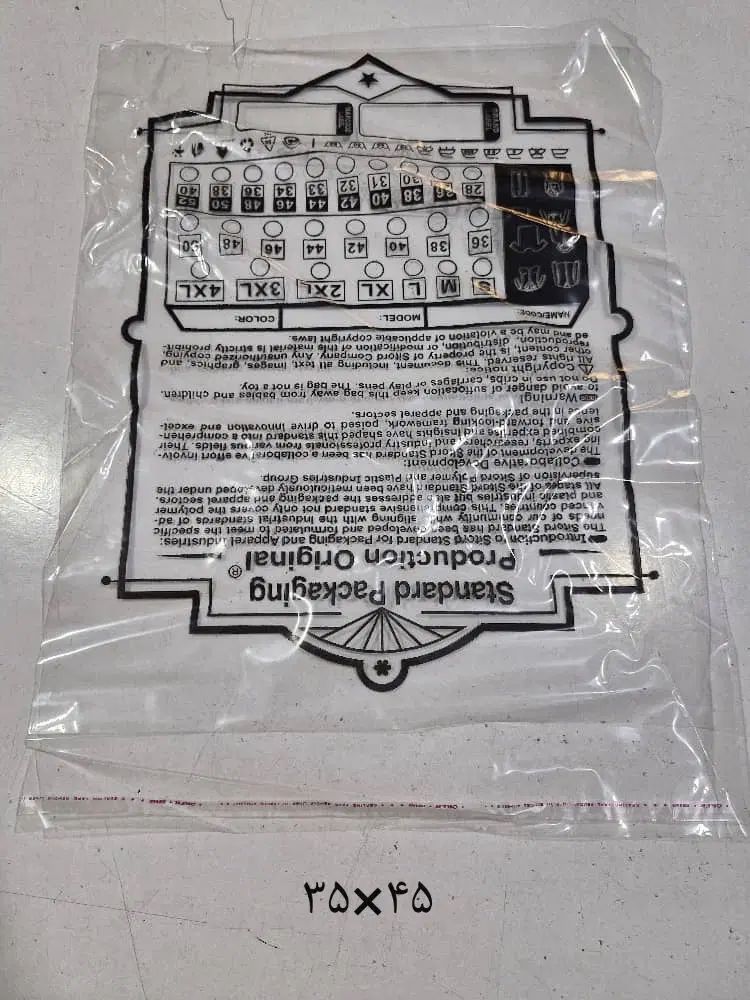 Standard Packaging
Production Original ®
Introduction to Sitord Standard for Packaging and Apparel Industries:
The Sitord Standard has been developed and formulated to meet the specific
needs of our community while aligning with the industrial standards of ad-
vanced countries. This comprehensive standard not only covers the polymer
and plastic industries but also addresses the packaging and apparel sectors.
All stages of the Sitord Standard have been meticulously developed under the
supervision of Sitord Polymer and Plastic Industries Group.
Collaborative Development:
The development of the Sitord Standard has been a collaborative effort involv-
ing experts, researchers, and industry professionals from various fields. Their
combined expertise and insights have shaped this standard into a comprehen-
sive and forward-looking framework, poised to drive innovation and excel-
lence in the packaging and apparel sectors.
Warning!
to avoid danger of suffocation keep this bag away from babies and children.
Do not use in cribs, carriages or play pens. The bag is not a toy.
Copyright notice:
All rights reserved. This document, including all text, images, graphics, and
other content, is the property of Sitord Company. Any unauthorized copying,
reproduction, distribution, or modification of this material is strictly prohibit-
ed and may be a violation of applicable copyright laws.
NAME/CODE: MODEL: COLOR:
S M L XL 2XL 3XL 4XL
36 38 40 42 44 46 48 50
28 26 30 38 31 40 32 42 33 44 34 46 36 48 38 50 40 52
۳۵×۴۵